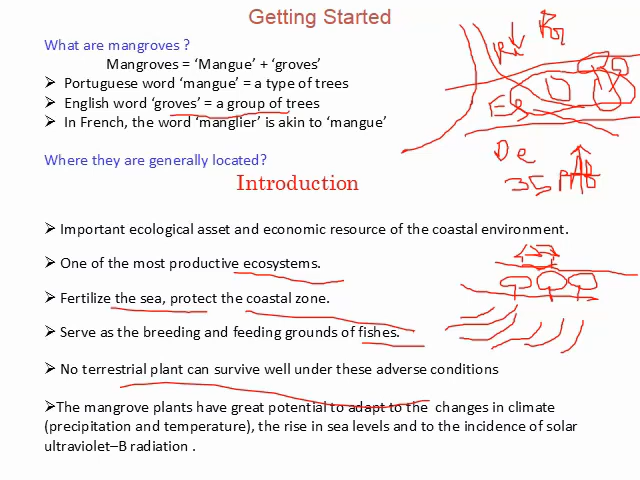 Getting Started
What are mangroves ?
Mangroves = ‘Mangue’ + ‘groves’
➢ Portuguese word ‘mangue’ = a type of trees
➢ English word ‘groves’ = a group of trees
➢ In French, the word ‘manglier’ is akin to ‘mangue’
Where they are generally located?
Introduction
➢ Important ecological asset and economic resource of the coastal environment.
➢ One of the most productive ecosystems.
➢ Fertilize the sea, protect the coastal zone.
➢ Serve as the breeding and feeding grounds of fishes.
➢ No terrestrial plant can survive well under these adverse conditions
➢The mangrove plants have great potential to adapt to the changes in climate
(precipitation and temperature), the rise in sea levels and to the incidence of solar
ultraviolet–B radiation .
De
35